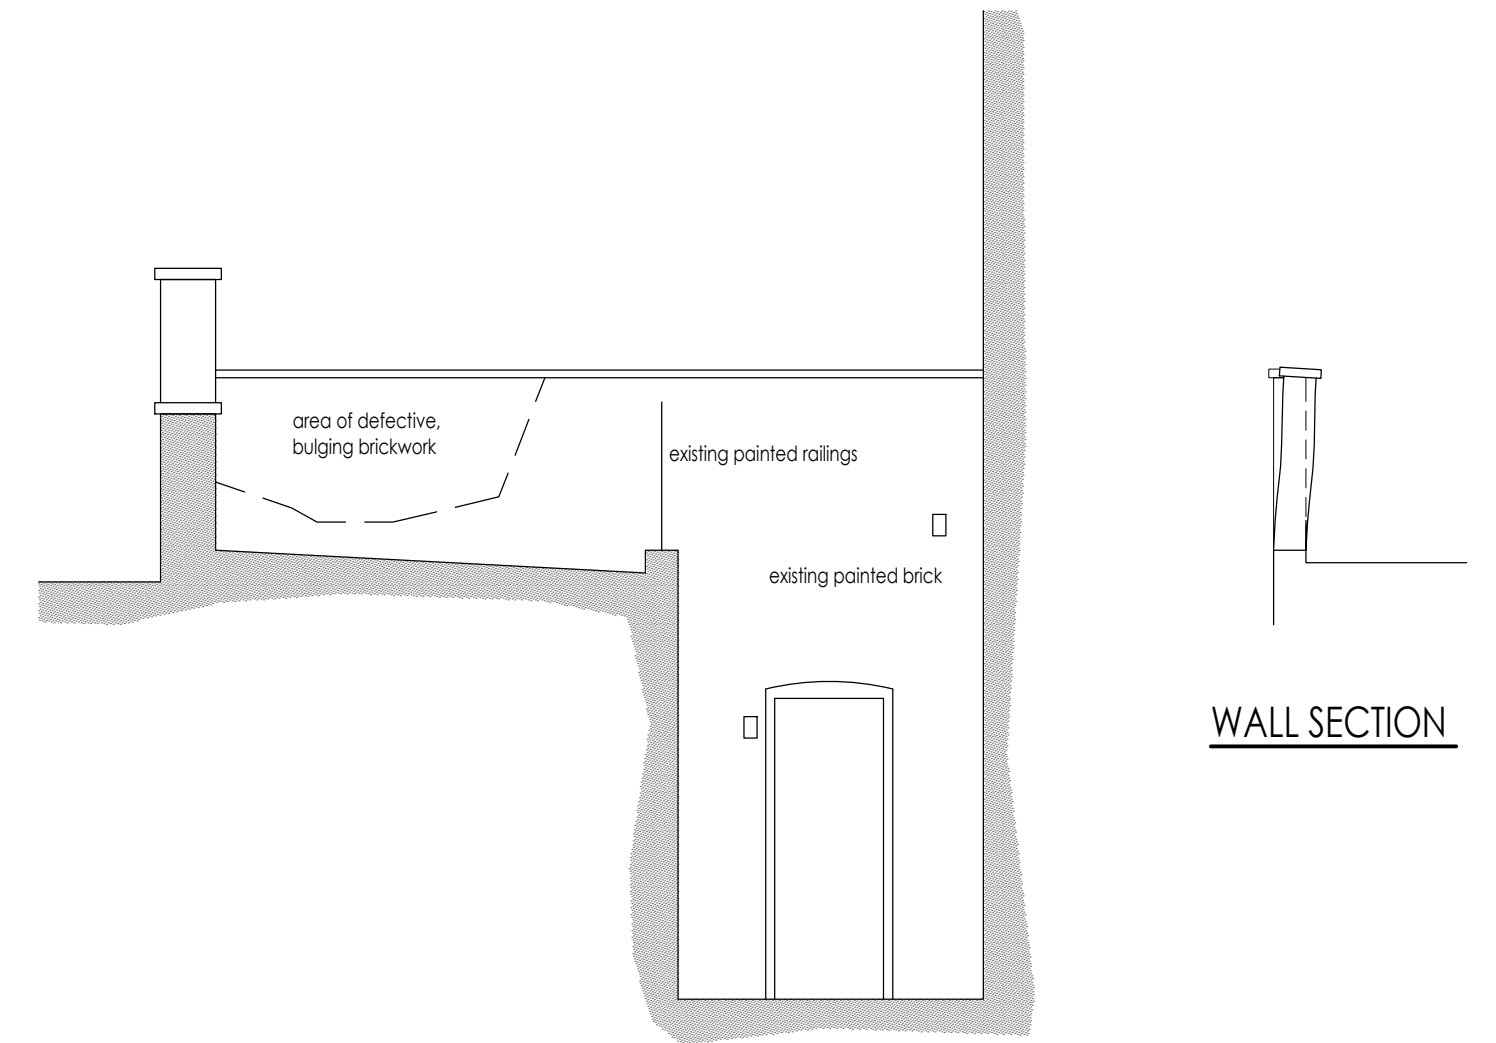 area of defective,
bulging brickwork
existing painted railings
existing painted brick
WALL SECTION